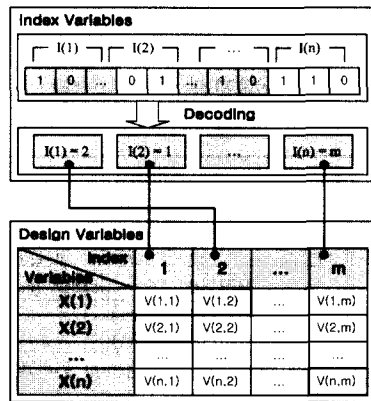 Index Variables
I(1) I(2) ... I(n)
1 0 ... 0 1 ... 1 0 1 1 0
Decoding
I(1) = 2 I(2) = 1 ... I(n) = m
Design Variables
Index
Variables
1 2 ... m
X(1) V(1,1) V(1,2) ... V(1,m)
X(2) V(2,1) V(2,2) ... V(2,m)
... ... ... ... ...
X(n) V(n,1) V(n,2) ... V(n,m)